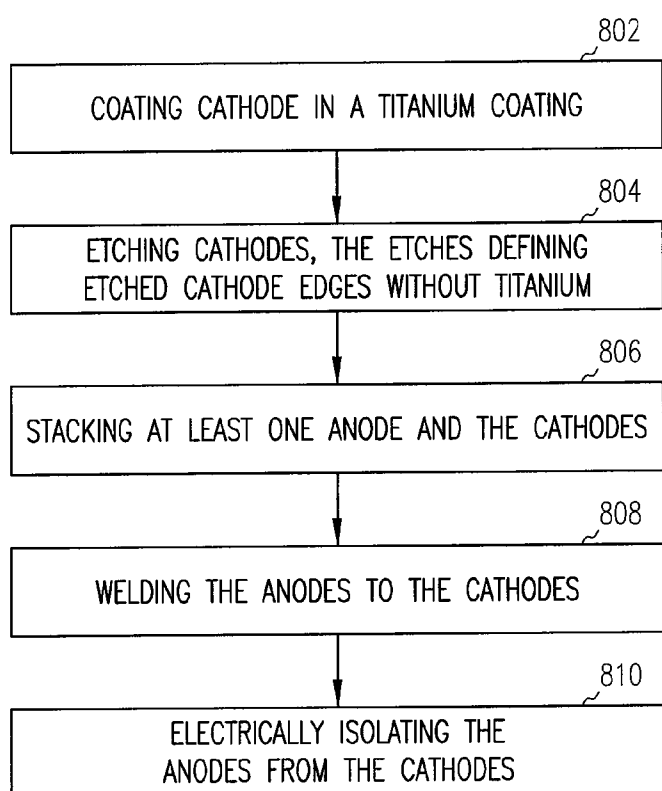 802
COATING CATHODE IN A TITANIUM COATING
804
ETCHING CATHODES, THE ETCHES DEFINING
ETCHED CATHODE EDGES WITHOUT TITANIUM
806
STACKING AT LEAST ONE ANODE AND THE CATHODES
808
WELDING THE ANODES TO THE CATHODES
810
ELECTRICALLY ISOLATING THE
ANODES FROM THE CATHODES